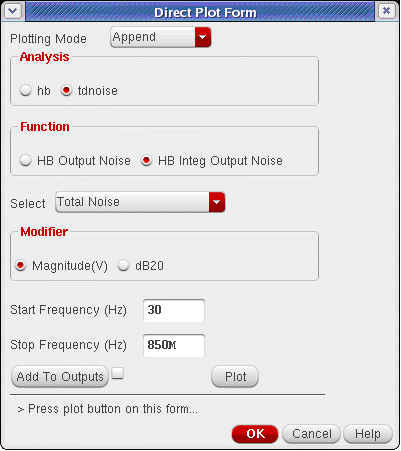 Direct Plot Form
Plotting Mode Append
Analysis
hb tdnoise
Function
HB Output Noise HB Integ Output Noise
Select Total Noise
Modifier
Magnitude(V) dB20
Start Frequency (Hz) 30
Stop Frequency (Hz) 850M
Add To Outputs Plot
> Press plot button on this form...
OK Cancel Help